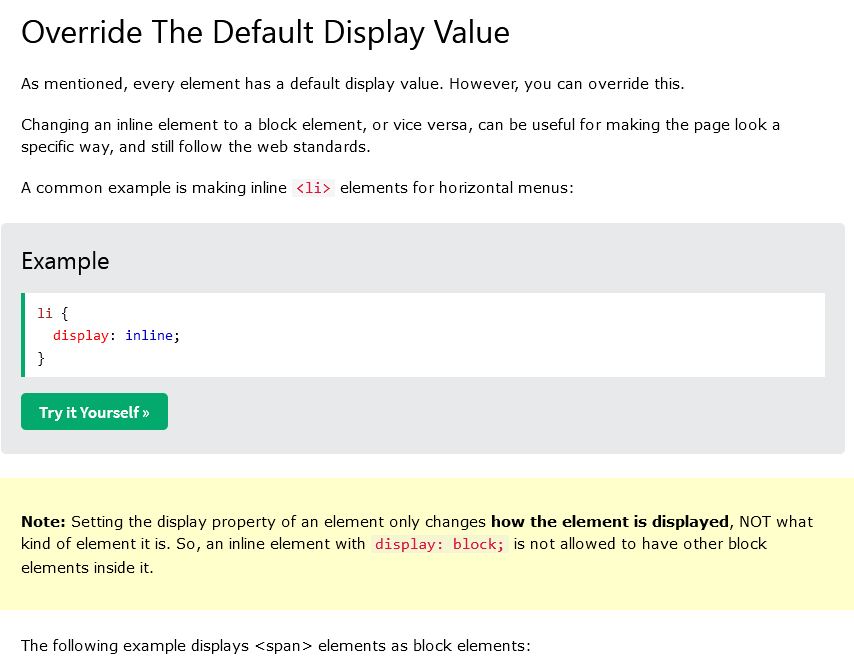 Override The Default Display Value
As mentioned, every element has a default display value. However, you can override this.
Changing an inline element to a block element, or vice versa, can be useful for making the page look a
specific way, and still follow the web standards.
A common example is making inline <li> elements for horizontal menus:
Example
li {
  display: inline;
}
Try it Yourself »
Note: Setting the display property of an element only changes how the element is displayed, NOT what
kind of element it is. So, an inline element with display: block; is not allowed to have other block
elements inside it.
The following example displays <span> elements as block elements: